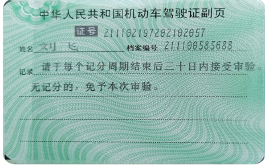 中华人民共和国机动车驾驶证副页
证号 211102197202102057
姓名 刘飞 档案编号 211100585685
记录 请于每个记分周期结束后三十日内接受审验。
无记分的，免予本次审验。